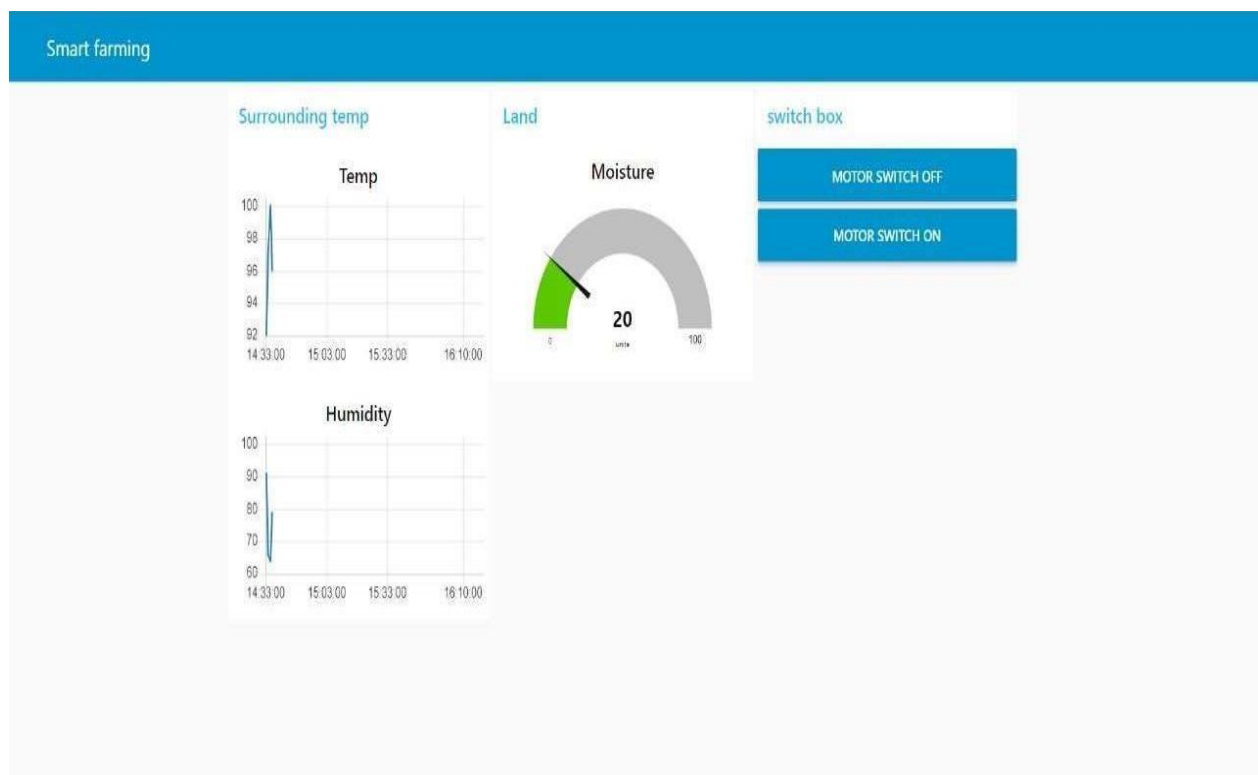 Smart farming
Surrounding temp
Temp
100
98
96
94
92
14:33:00 15:03:00 15:33:00 16:10:00
Humidity
100
90
80
70
60
14:33:00 15:03:00 15:33:00 16:10:00
Land
Moisture
20
units
0 100
switch box
MOTOR SWITCH OFF
MOTOR SWITCH ON